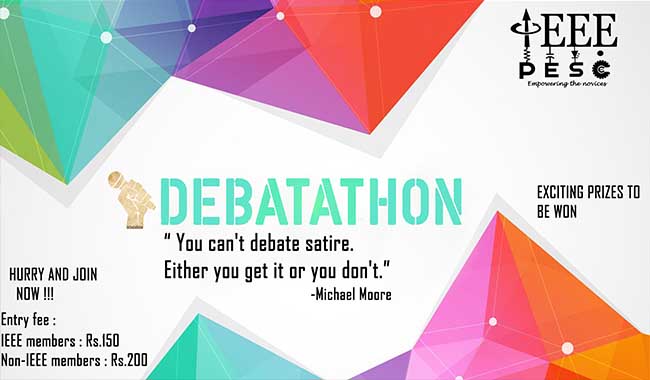 IEEE
PESC
Empowering the novices
DEBATATHON
“ You can't debate satire.
Either you get it or you don't.”
-Michael Moore
EXCITING PRIZES TO
BE WON
HURRY AND JOIN
NOW !!!
Entry fee :
IEEE members : Rs.150
Non-IEEE members : Rs.200